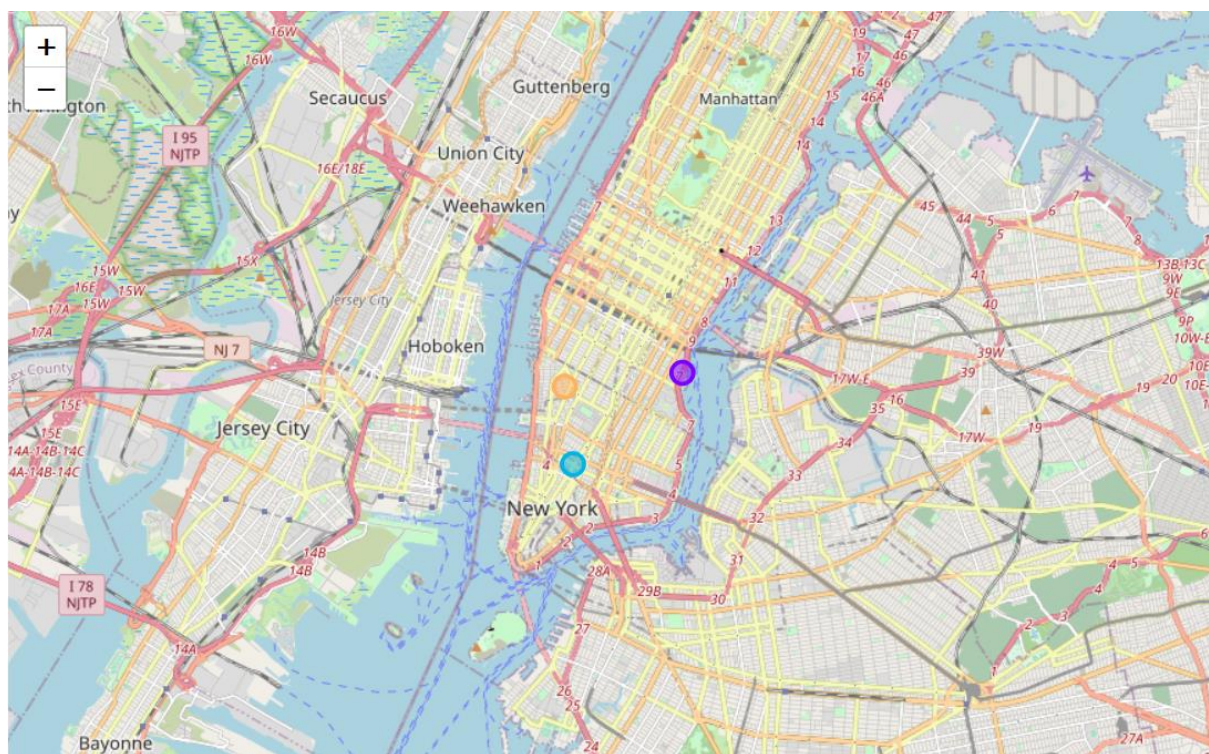 +
−
16W
16W
47
19
47
17
46
16
46A
15
14
14
Secaucus
Guttenberg
Manhattan
I 95
NJTP
Union City
16E/18E
Weehawken
7
45
44
5
6
7
7
8
13
12
11
41
15W
15X
16E
15W
15W
17A
17A
13B,13C
9W
9E
40
Jersey City
Hoboken
NJ 7
8
9
9P
10W-E
39W
39
17W-E
20
10E-
15E
15E
14A-14B-14C
14A-14B-14C
Jersey City
35
16
19
17W
34
7
4
5
33
New York
4
2
3
32
2
1
31
28A
29B
30
14B
14B
I 78
NJTP
14A
27
26
25
24
6
5
4
4
3
2
1
Bayonne
27A